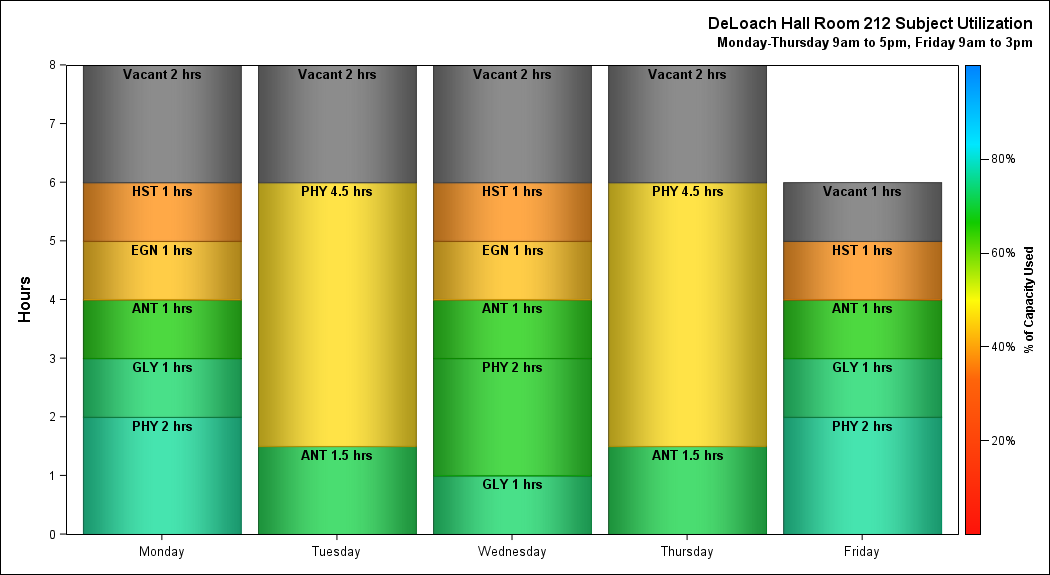 DeLoach Hall Room 212 Subject Utilization
Monday-Thursday 9am to 5pm, Friday 9am to 3pm
Hours
8
7
6
5
4
3
2
1
0
Vacant 2 hrs
HST 1 hrs
EGN 1 hrs
ANT 1 hrs
GLY 1 hrs
PHY 2 hrs
Monday
Vacant 2 hrs
PHY 4.5 hrs
ANT 1.5 hrs
Tuesday
Vacant 2 hrs
HST 1 hrs
EGN 1 hrs
ANT 1 hrs
PHY 2 hrs
GLY 1 hrs
Wednesday
Vacant 2 hrs
PHY 4.5 hrs
ANT 1.5 hrs
Thursday
Vacant 1 hrs
HST 1 hrs
ANT 1 hrs
GLY 1 hrs
PHY 2 hrs
Friday
80%
60%
40%
20%
% of Capacity Used